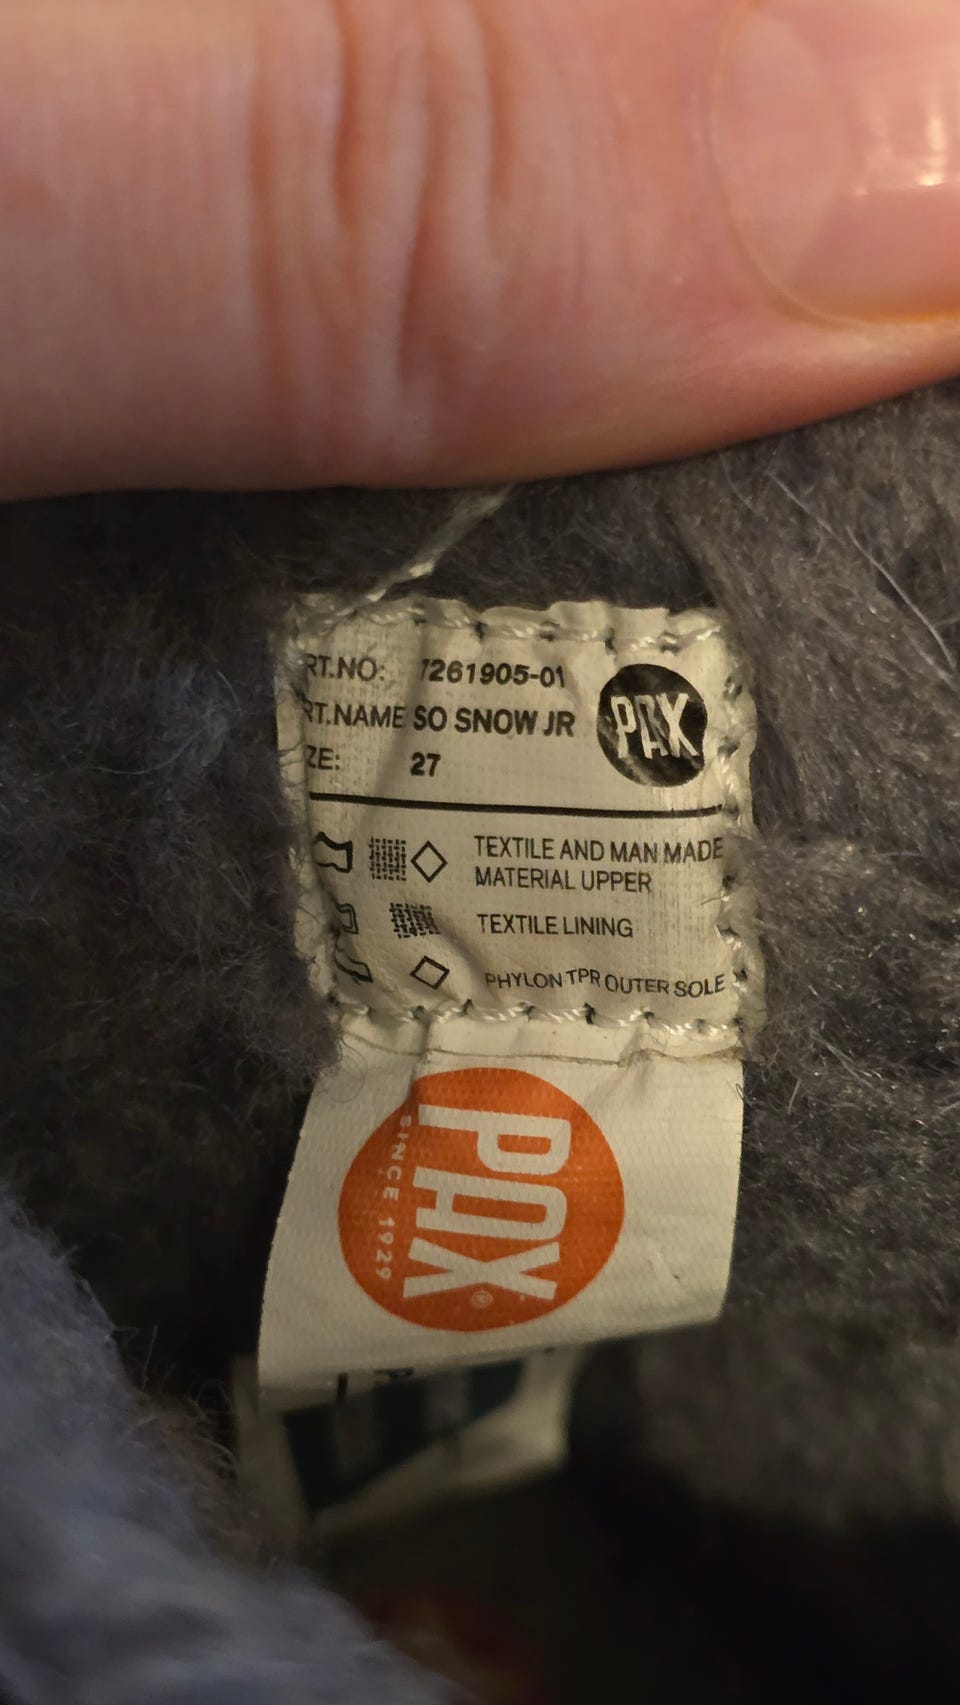 RT.NO: 7261905-01
RT.NAME SO SNOW JR
ZE: 27
PAX
TEXTILE AND MAN MADE
MATERIAL UPPER
TEXTILE LINING
PHYLON TPR OUTER SOLE
PAX®
SINCE 1929